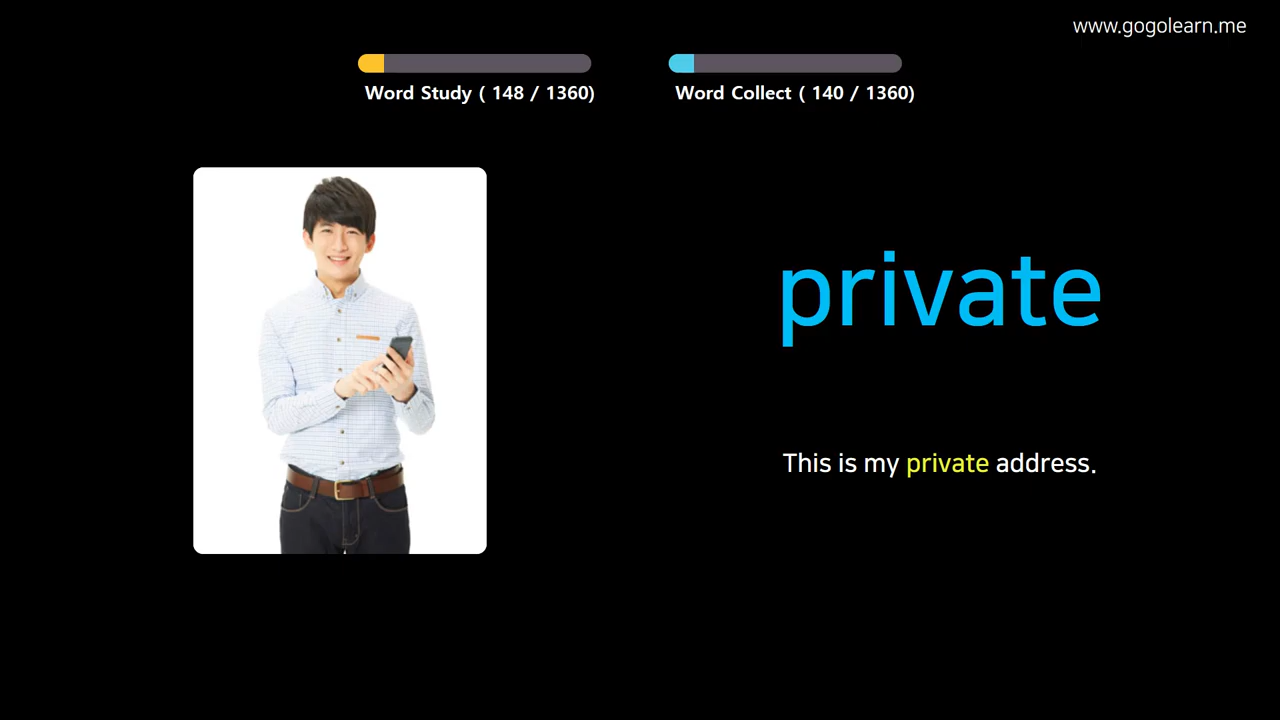 www.gogolearn.me
Word Study ( 148 / 1360)
Word Collect ( 140 / 1360)
private
This is my private address.